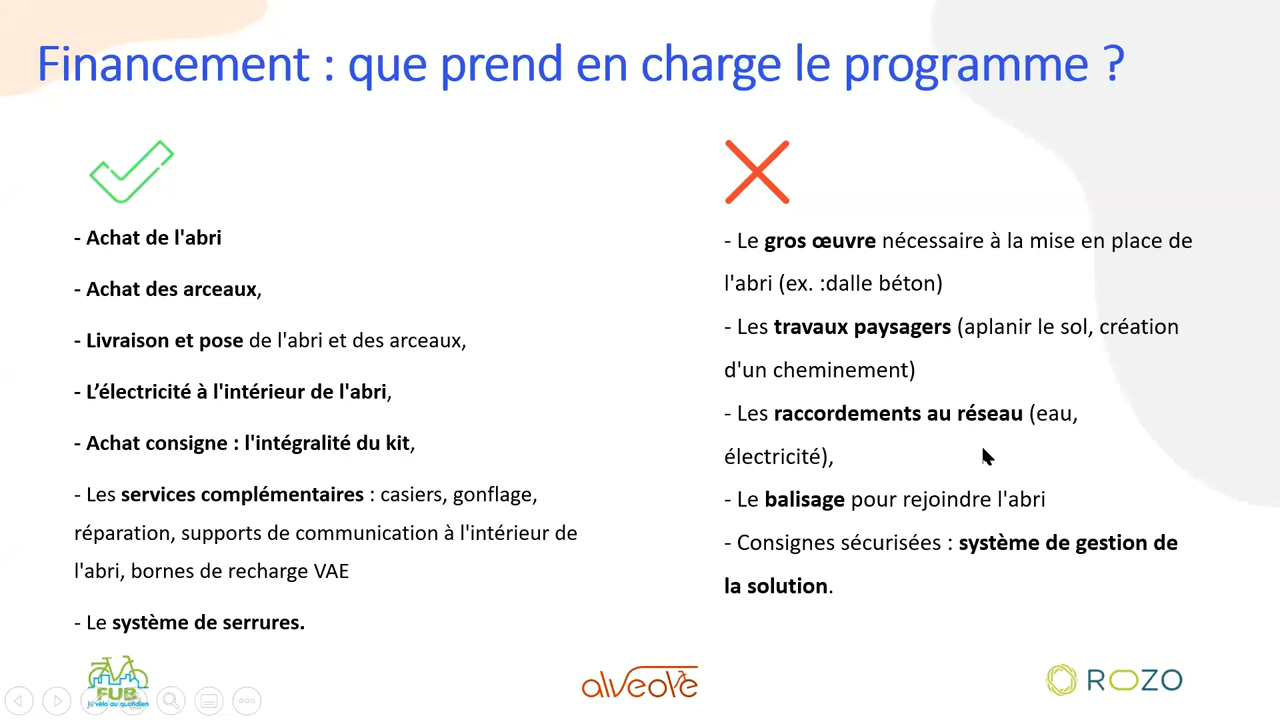 Financement : que prend en charge le programme ?
- Achat de l'abri
- Achat des arceaux,
- Livraison et pose de l'abri et des arceaux,
- L’électricité à l'intérieur de l'abri,
- Achat consigne : l'intégralité du kit,
- Les services complémentaires : casiers, gonflage,
réparation, supports de communication à l'intérieur de
l'abri, bornes de recharge VAE
- Le système de serrures.
- Le gros œuvre nécessaire à la mise en place de
l'abri (ex. :dalle béton)
- Les travaux paysagers (aplanir le sol, création
d'un cheminement)
- Les raccordements au réseau (eau,
électricité),
- Le balisage pour rejoindre l'abri
- Consignes sécurisées : système de gestion de
la solution.
FUB
au quotidien
alveole
ROZO